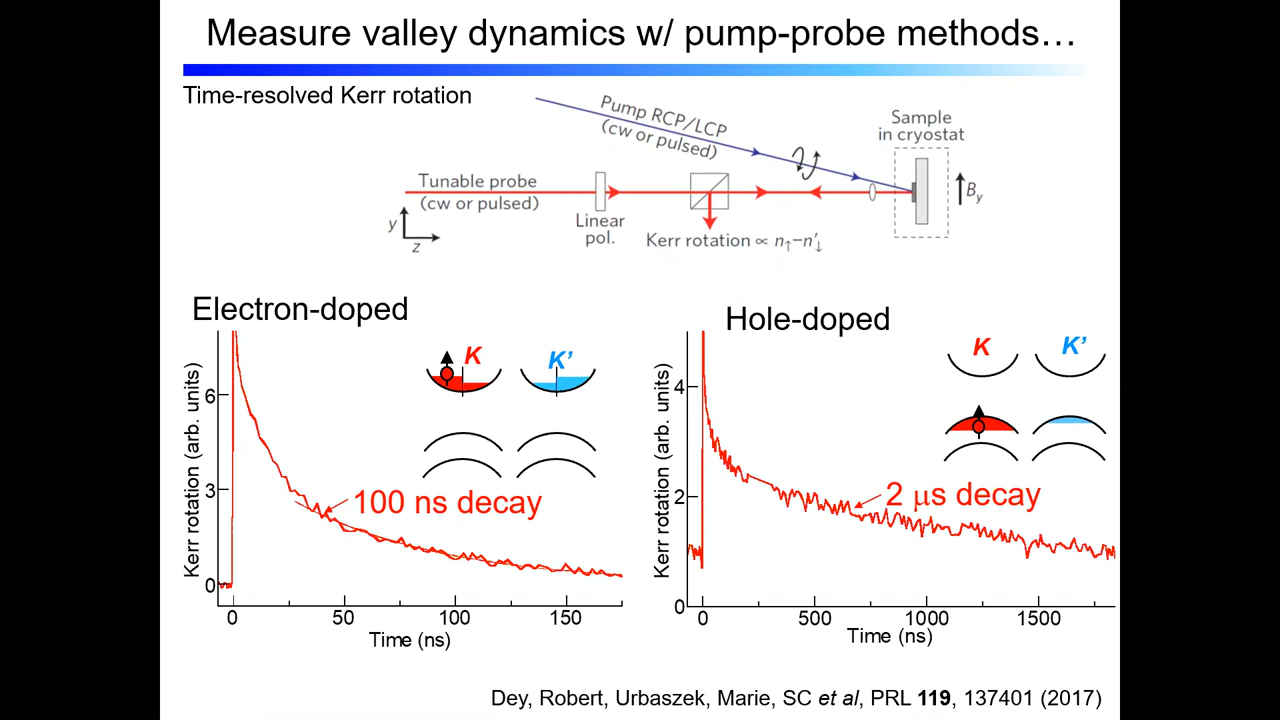 Measure valley dynamics w/ pump-probe methods…
Time-resolved Kerr rotation
Pump RCP/LCP
(cw or pulsed)
Sample
in cryostat
Tunable probe
(cw or pulsed)
Linear
pol.
Kerr rotation ∝ n↑−n′↓
B_y
y
z
Electron-doped
Kerr rotation (arb. units)
6
3
0
K
K’
100 ns decay
0
50
100
150
Time (ns)
Hole-doped
Kerr rotation (arb. units)
4
2
0
K
K’
2 μs decay
0
500
1000
1500
Time (ns)
Dey, Robert, Urbaszek, Marie, SC et al, PRL 119, 137401 (2017)